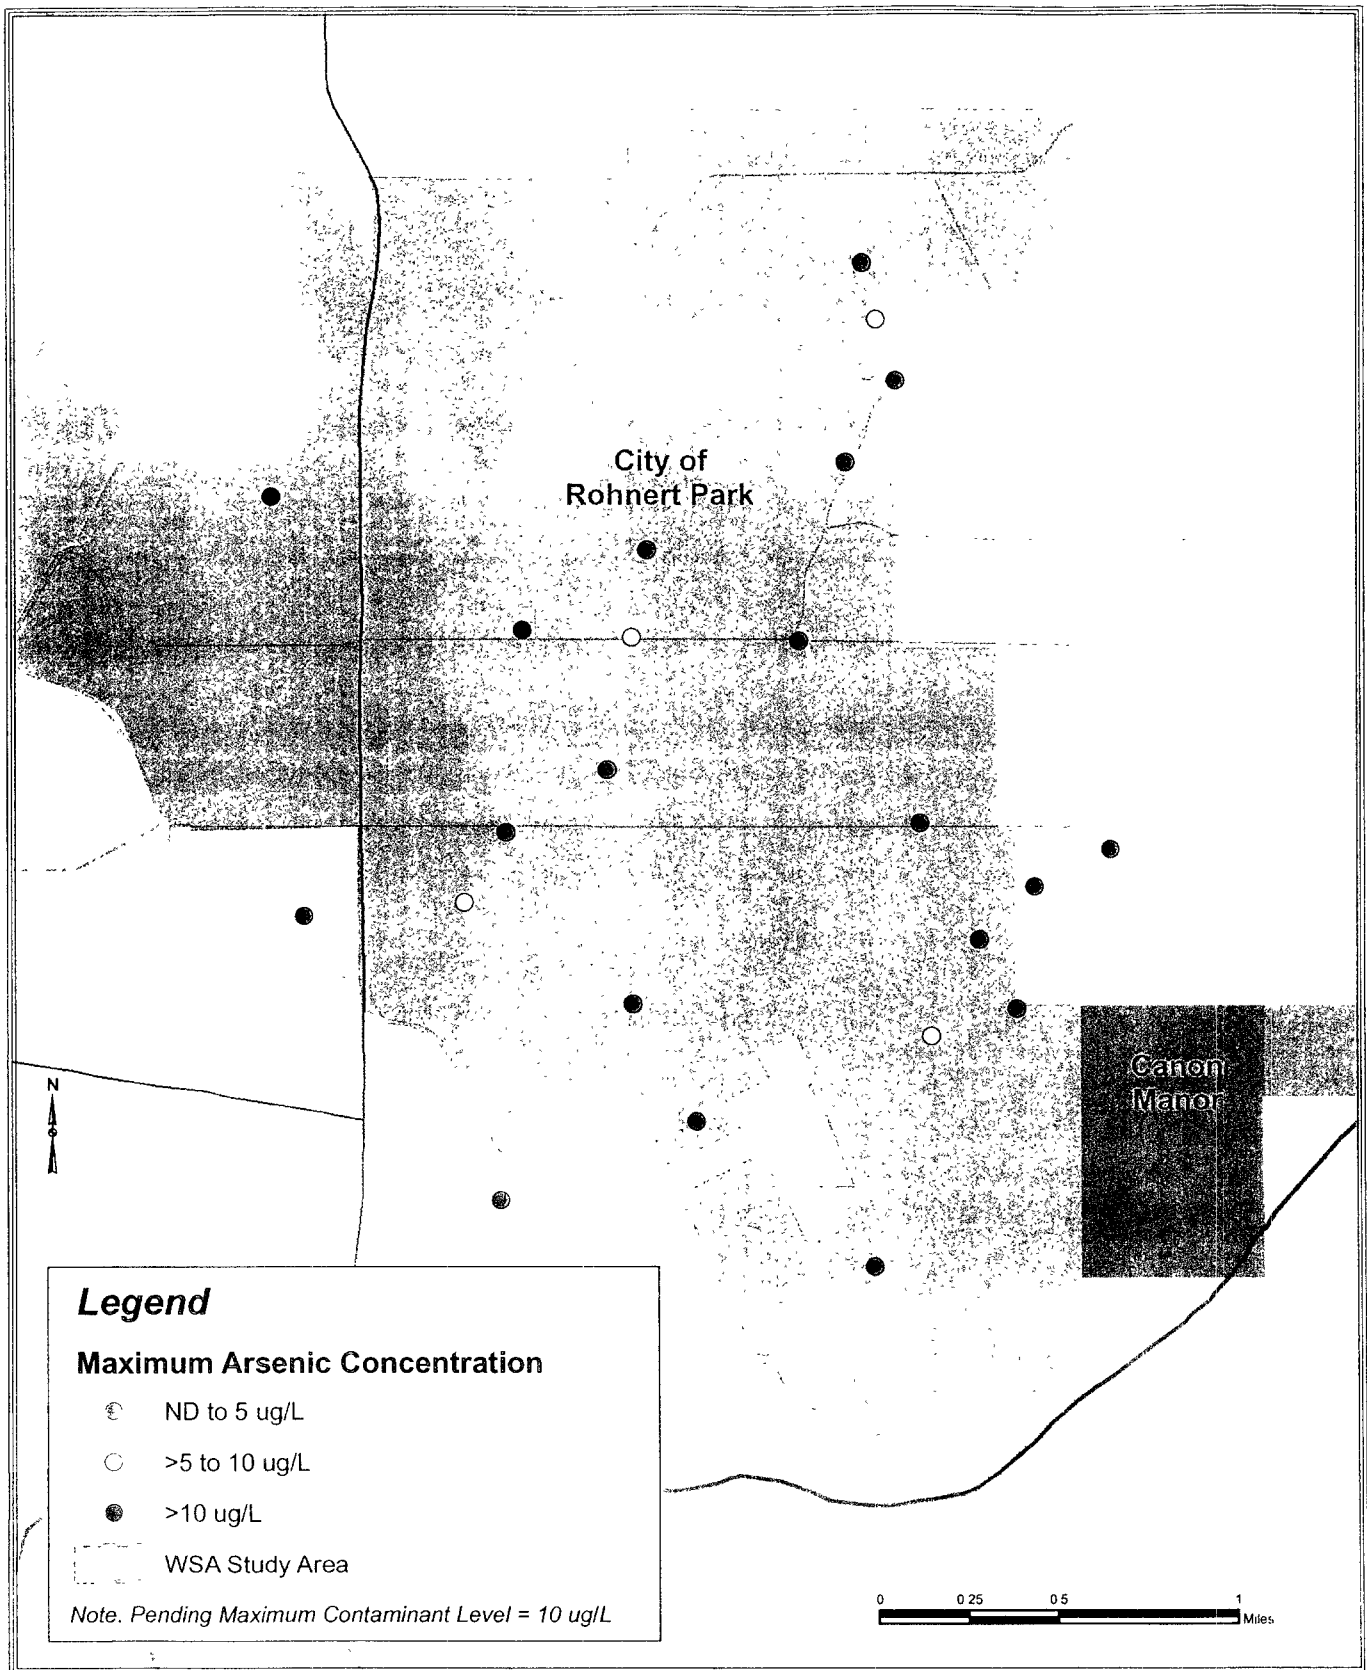 City of
Rohnert Park
Canon
Manor
N
Legend
Maximum Arsenic Concentration
ND to 5 ug/L
>5 to 10 ug/L
>10 ug/L
WSA Study Area
Note. Pending Maximum Contaminant Level = 10 ug/L
0 0 25 0 5 1
Miles